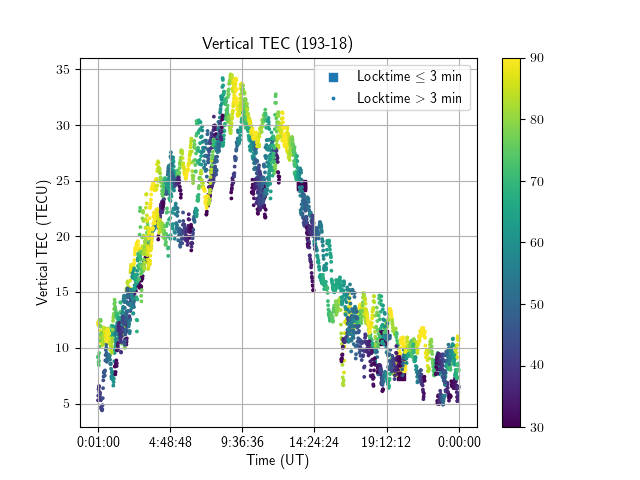 Vertical TEC (193-18)
Locktime ≤ 3 min
Locktime > 3 min
Vertical TEC (TECU)
35
30
25
20
15
10
5
0:01:00 4:48:48 9:36:36 14:24:24 19:12:12 0:00:00
Time (UT)
90
80
70
60
50
40
30